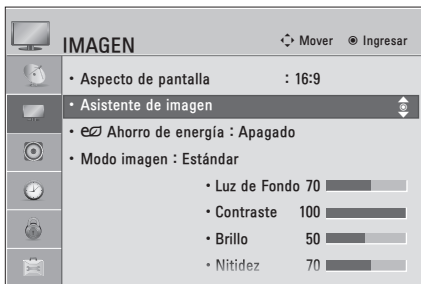 IMAGEN Mover Ingresar
• Aspecto de pantalla : 16:9
• Asistente de imagen
• Ahorro de energía : Apagado
• Modo imagen : Estándar
• Luz de Fondo 70
• Contraste 100
• Brillo 50
• Nitidez 70